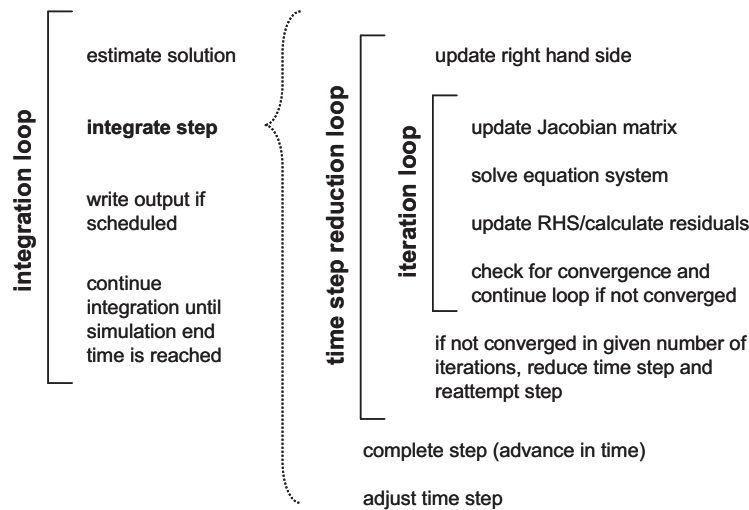 integration loop
estimate solution
integrate step
write output if
scheduled
continue
integration until
simulation end
time is reached
time step reduction loop
update right hand side
iteration loop
update Jacobian matrix
solve equation system
update RHS/calculate residuals
check for convergence and
continue loop if not converged
if not converged in given number of
iterations, reduce time step and
reattempt step
complete step (advance in time)
adjust time step